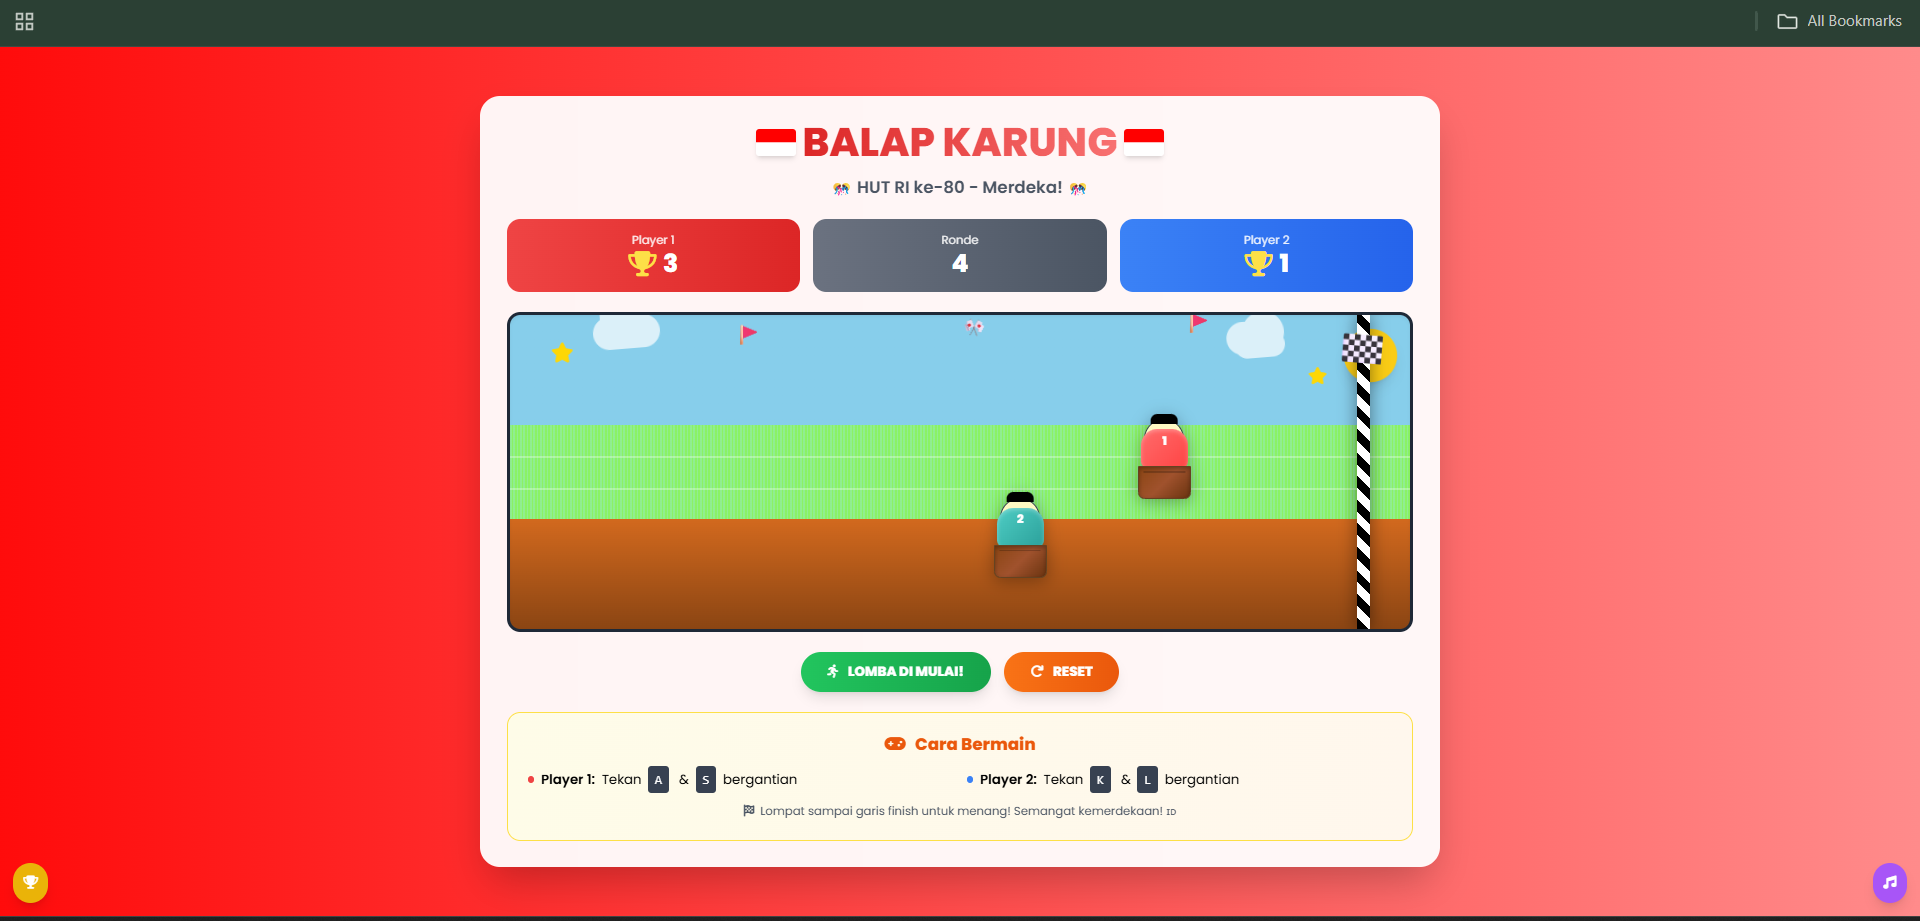 All Bookmarks
BALAP KARUNG
HUT RI ke-80 - Merdeka!
Player 1
3
Ronde
4
Player 2
1
1
2
LOMBA DI MULAI!
RESET
Cara Bermain
Player 1: Tekan A & S bergantian
Player 2: Tekan K & L bergantian
Lompat sampai garis finish untuk menang! Semangat kemerdekaan! ID